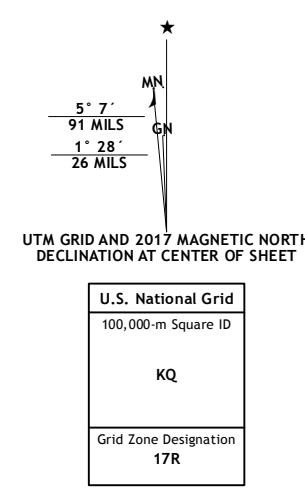 ★
MN
5° 7´
91 MILS
GN
1° 28´
26 MILS
UTM GRID AND 2017 MAGNETIC NORTH
DECLINATION AT CENTER OF SHEET
U.S. National Grid
100,000-m Square ID
KQ
Grid Zone Designation
17R